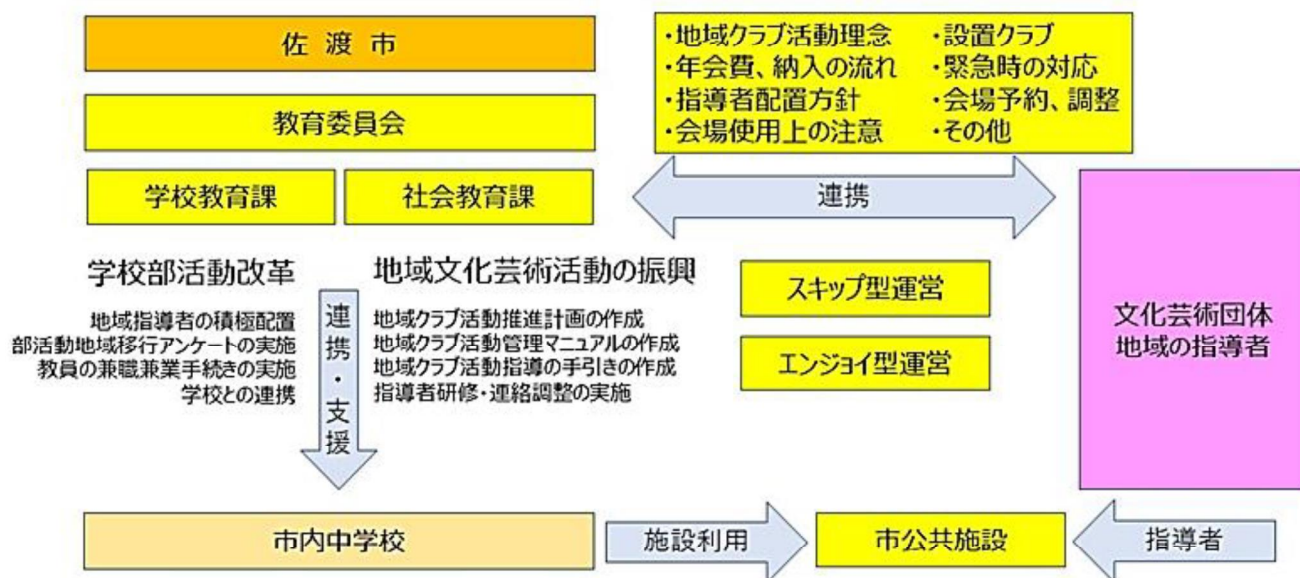 佐 渡 市
教育委員会
学校教育課
社会教育課
・地域クラブ活動理念 ・設置クラブ
・年会費、納入の流れ ・緊急時の対応
・指導者配置方針 ・会場予約、調整
・会場使用上の注意 ・その他
連携
学校部活動改革
地域指導者の積極配置
部活動地域移行アンケートの実施
教員の兼職兼業手続きの実施
学校との連携
連携・支援
地域文化芸術活動の振興
地域クラブ活動推進計画の作成
地域クラブ活動管理マニュアルの作成
地域クラブ活動指導の手引きの作成
指導者研修・連絡調整の実施
スキップ型運営
エンジョイ型運営
文化芸術団体
地域の指導者
市内中学校
施設利用
市公共施設
指導者